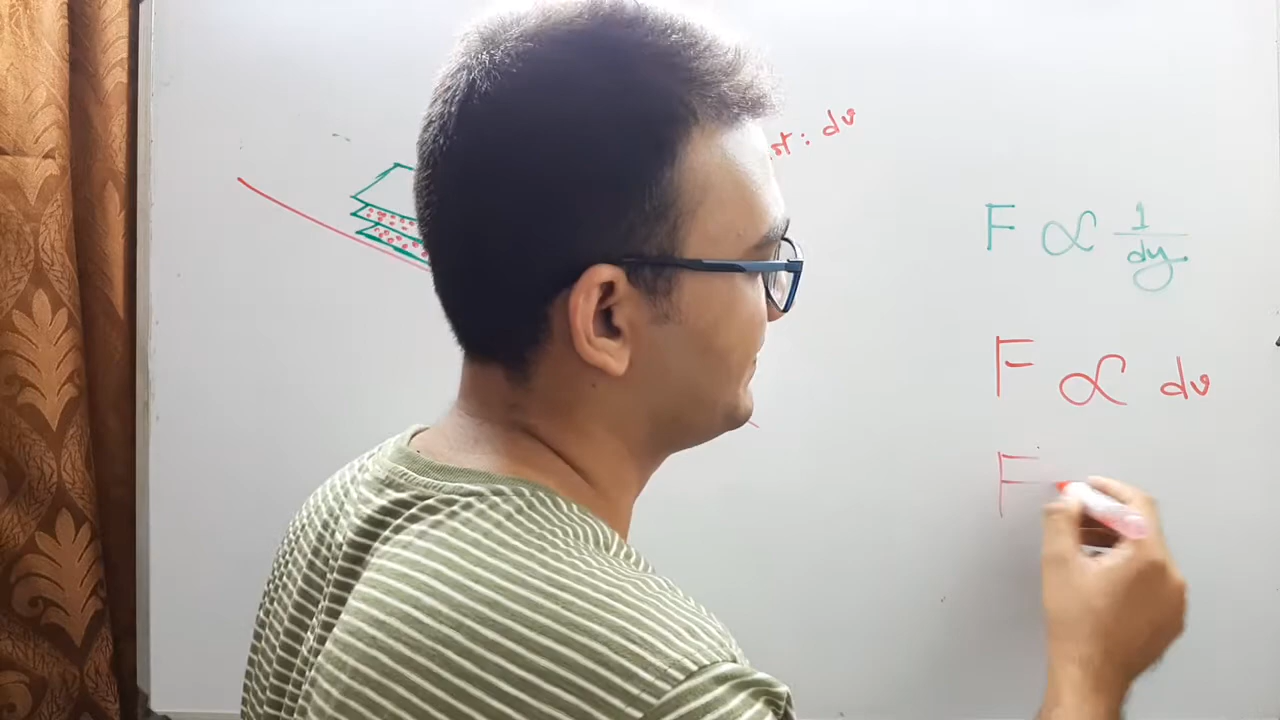 : dv
F ∝ 1/dy
F ∝ dv
F